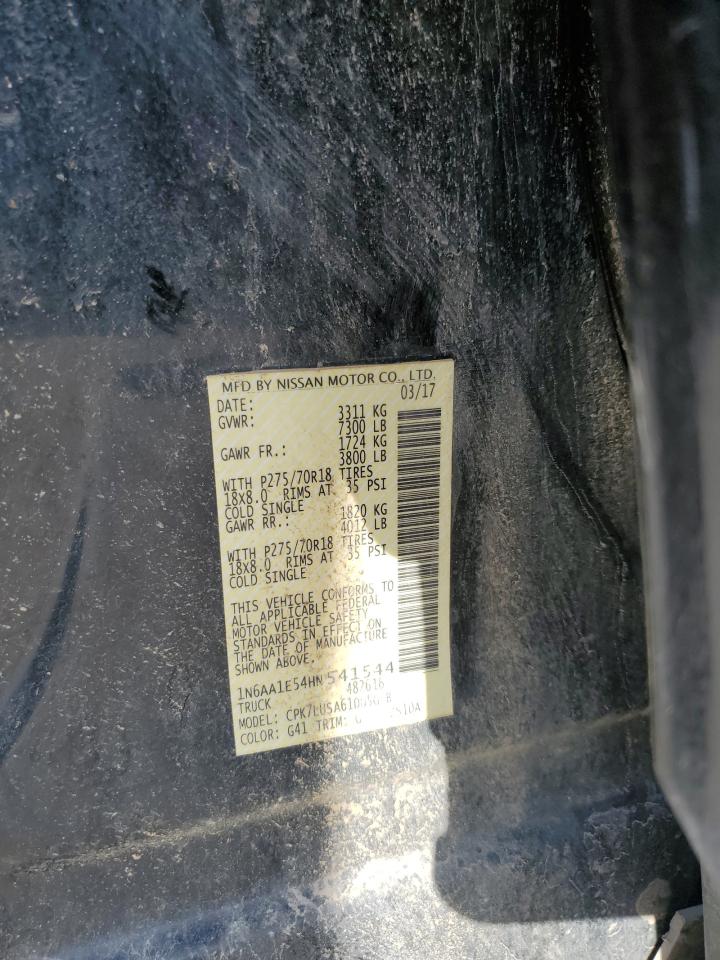 MFD BY NISSAN MOTOR CO., LTD.
DATE: 03/17
GVWR: 3311 KG
7300 LB
GAWR FR.: 1724 KG
3800 LB
WITH P275/70R18 TIRES
18X8.0 RIMS AT 35 PSI
COLD SINGLE
GAWR RR.: 1820 KG
4012 LB
WITH P275/70R18 TIRES
18X8.0 RIMS AT 35 PSI
COLD SINGLE
THIS VEHICLE CONFORMS TO
ALL APPLICABLE FEDERAL
MOTOR VEHICLE SAFETY
STANDARDS IN EFFECT ON
THE DATE OF MANUFACTURE
SHOWN ABOVE.
1N6AA1E54HN541544
TRUCK 487618
MODEL:
COLOR: G41 TRIM: